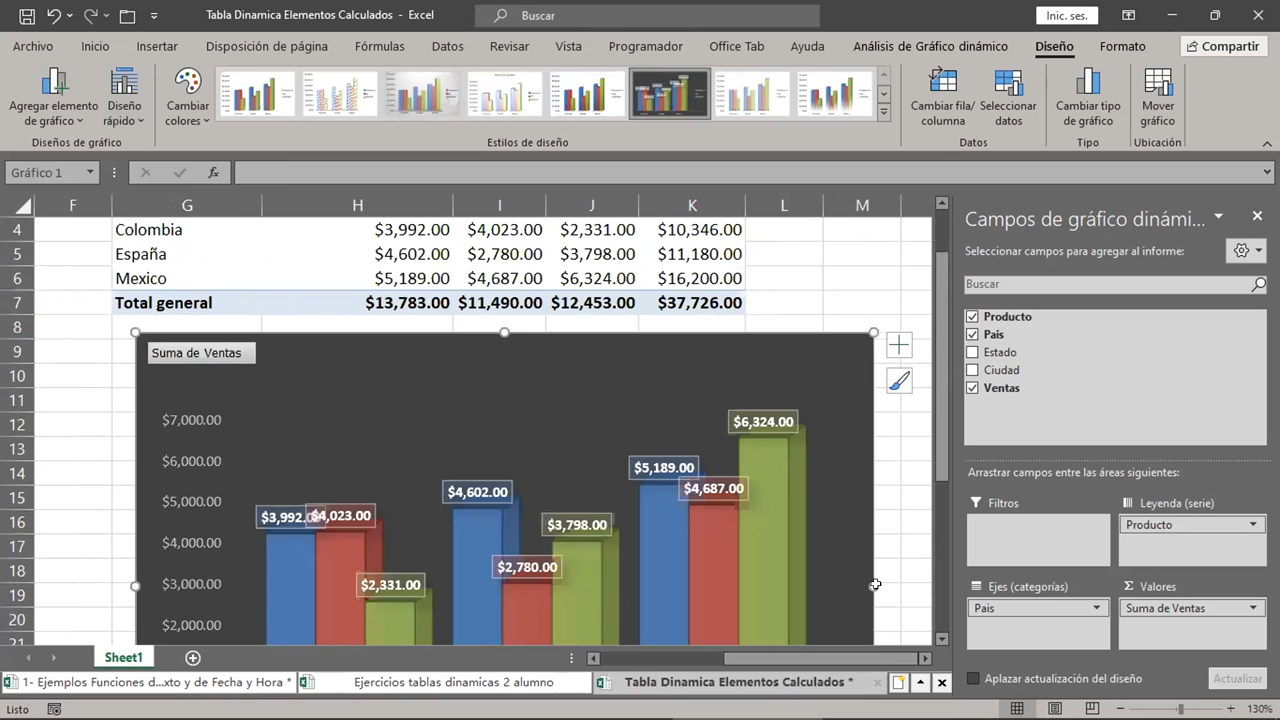 Tabla Dinamica Elementos Calculados - Excel
Buscar
Inic. ses.
Archivo
Inicio
Insertar
Disposición de página
Fórmulas
Datos
Revisar
Vista
Programador
Office Tab
Ayuda
Análisis de Gráfico dinámico
Diseño
Formato
Compartir
Agregar elemento
de gráfico
Diseño
rápido
Cambiar
colores
Cambiar fila/
columna
Seleccionar
datos
Cambiar tipo
de gráfico
Mover
gráfico
Diseños de gráfico
Estilos de diseño
Datos
Tipo
Ubicación
Gráfico 1
fx
F G H I J K L M
4 Colombia $3,992.00 $4,023.00 $2,331.00 $10,346.00
5 España $4,602.00 $2,780.00 $3,798.00 $11,180.00
6 Mexico $5,189.00 $4,687.00 $6,324.00 $16,200.00
7 Total general $13,783.00 $11,490.00 $12,453.00 $37,726.00
8
9
10
11
12
13
14
15
16
17
18
19
20
21
Suma de Ventas
$7,000.00
$6,000.00
$5,000.00
$4,000.00
$3,000.00
$2,000.00
$4,023.00
$2,331.00
$4,602.00
$2,780.00
$3,798.00
$5,189.00
$4,687.00
$6,324.00
Campos de gráfico dinámi...
Seleccionar campos para agregar al informe:
Buscar
Producto
Pais
Estado
Ciudad
Ventas
Arrastrar campos entre las áreas siguientes:
Filtros
Leyenda (serie)
Producto
Ejes (categorías)
Pais
Σ Valores
Suma de Ventas
Aplazar actualización del diseño
Actualizar
Sheet1
1- Ejemplos Funciones d...xto y de Fecha y Hora *
Ejercicios tablas dinamicas 2 alumno
Tabla Dinamica Elementos Calculados *
Listo
130%